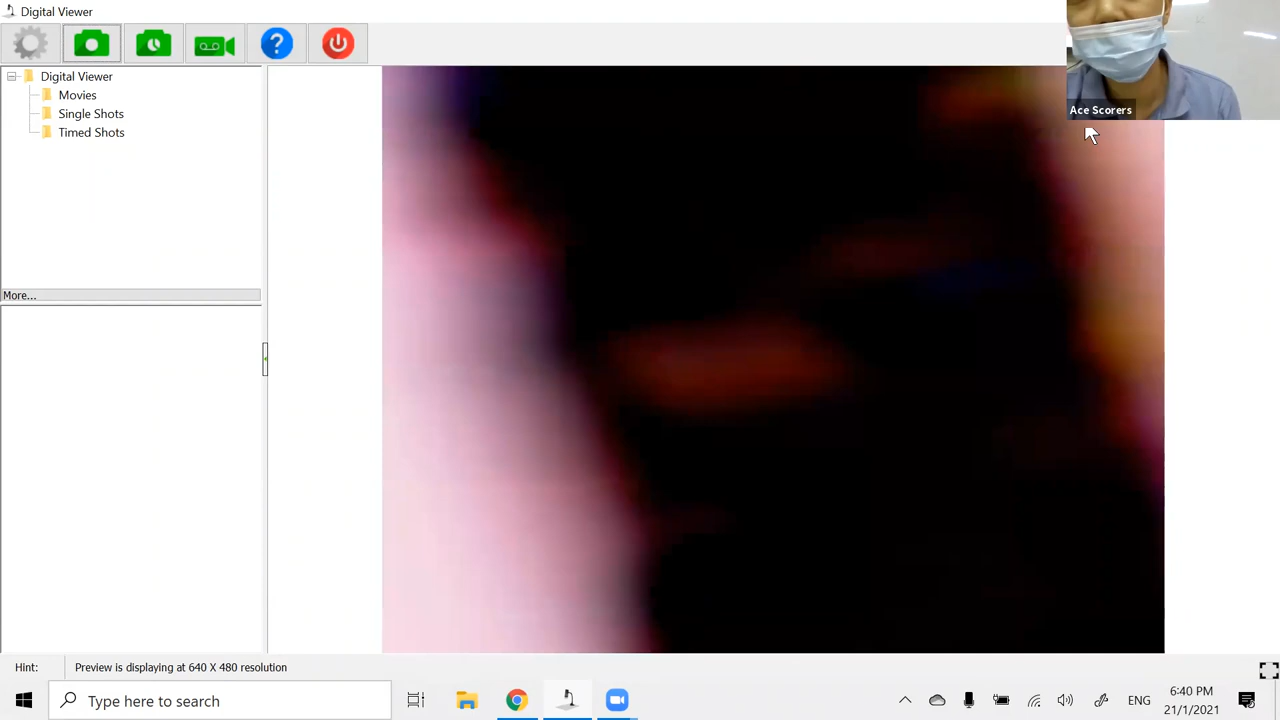 Digital Viewer
Ace Scorers
Digital Viewer
Movies
Single Shots
Timed Shots
More...
Hint:
Preview is displaying at 640 X 480 resolution
Type here to search
ENG
6:40 PM
21/1/2021